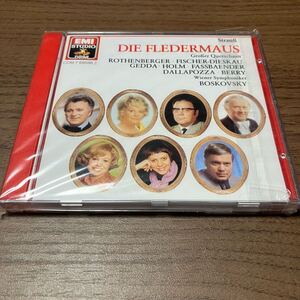 EMI
STUDIO
Strauß
DIE FLEDERMAUS
Großer Querschnitt
ROTHENBERGER · FISCHER-DIESKAU
GEDDA · HOLM · FASSBAENDER
DALLAPOZZA · BERRY
Wiener Symphoniker
BOSKOVSKY